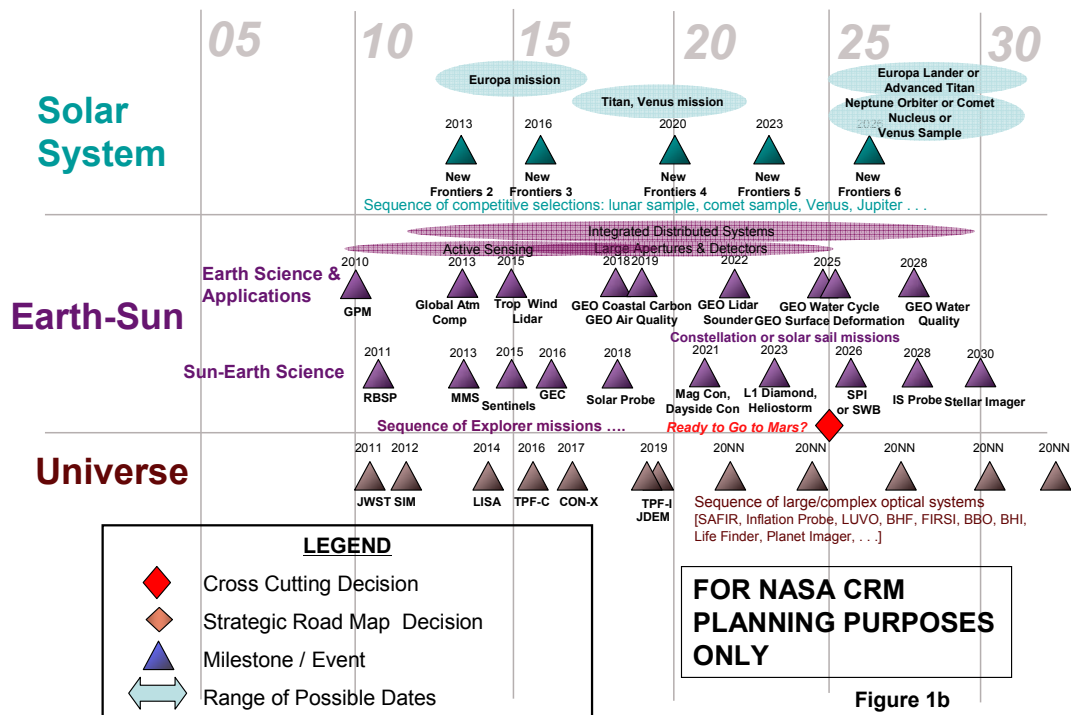 05 10 15 20 25 30
Solar
System
Europa mission
Titan, Venus mission
Europa Lander or
Advanced Titan
Neptune Orbiter or Comet
Nucleus or
Venus Sample
2013 2016 2020 2023
New
Frontiers 2
New
Frontiers 3
New
Frontiers 4
New
Frontiers 5
New
Frontiers 6
Sequence of competitive selections: lunar sample, comet sample, Venus, Jupiter . . .
Earth-Sun
Integrated Distributed Systems
Active Sensing
Large Apertures & Detectors
Earth Science &
Applications
2010 2013 2015 2018 2019 2022 2025 2028
GPM
Global Atm
Comp
Trop Wind
Lidar
GEO Coastal Carbon
GEO Air Quality
GEO Lidar
Sounder
GEO Water Cycle
GEO Surface Deformation
GEO Water
Quality
Constellation or solar sail missions
Sun-Earth Science
2011 2013 2015 2016 2018 2021 2023 2026 2028 2030
RBSP
MMS
Sentinels
GEC
Solar Probe
Mag Con,
Dayside Con
L1 Diamond,
Heliostorm
SPI
or SWB
IS Probe
Stellar Imager
Sequence of Explorer missions ....
Ready to Go to Mars?
Universe
2011 2012 2014 2016 2017 2019 20NN 20NN 20NN 20NN 20NN
JWST SIM LISA TPF-C CON-X
TPF-I
JDEM
Sequence of large/complex optical systems
[SAFIR, Inflation Probe, LUVO, BHF, FIRSI, BBO, BHI,
Life Finder, Planet Imager, . . .]
LEGEND
Cross Cutting Decision
Strategic Road Map Decision
Milestone / Event
Range of Possible Dates
FOR NASA CRM
PLANNING PURPOSES
ONLY
Figure 1b